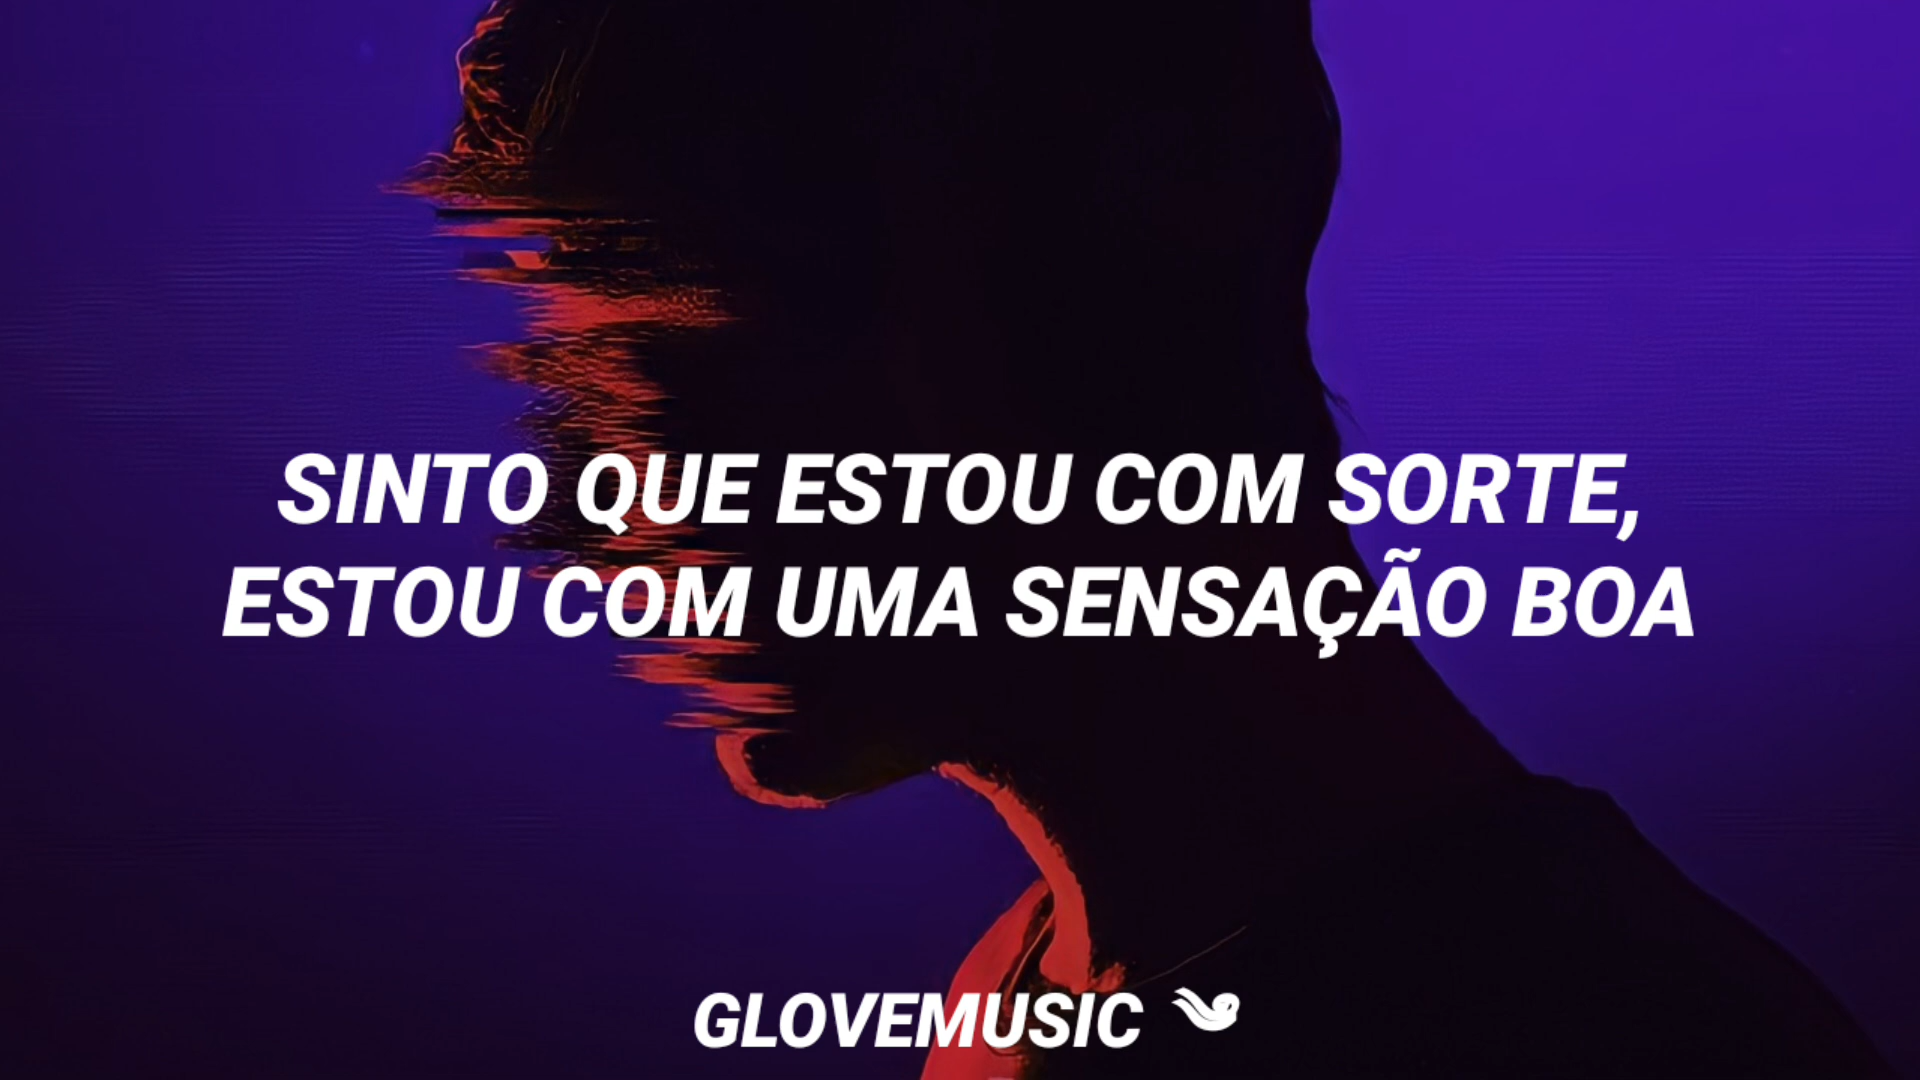 SINTO QUE ESTOU COM SORTE,
ESTOU COM UMA SENSAÇÃO BOA
GLOVEMUSIC